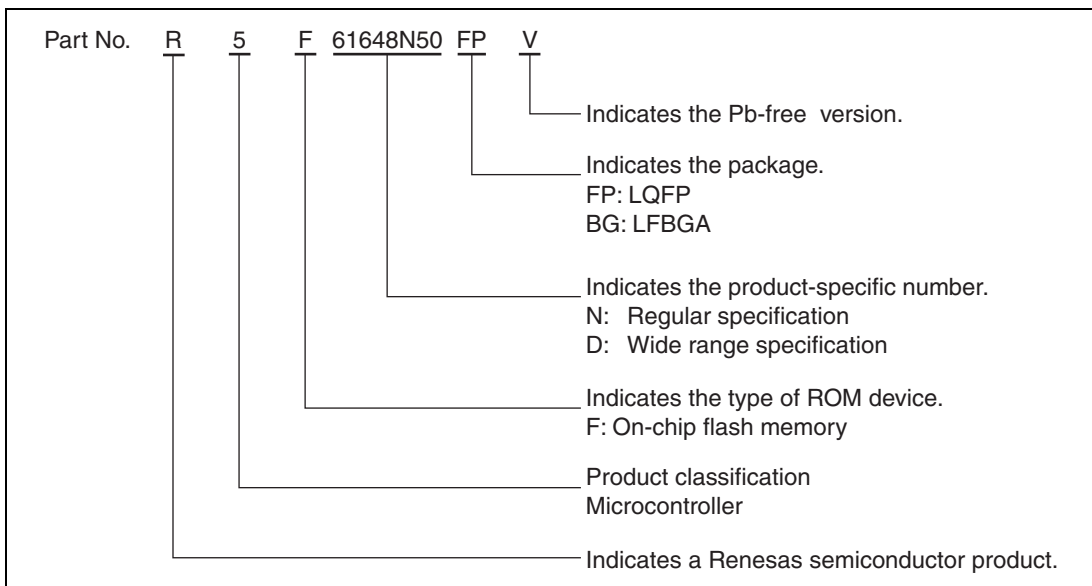 Part No. R 5 F 61648N50 FP V
Indicates the Pb-free version.
Indicates the package.
FP: LQFP
BG: LFBGA
Indicates the product-specific number.
N: Regular specification
D: Wide range specification
Indicates the type of ROM device.
F: On-chip flash memory
Product classification
Microcontroller
Indicates a Renesas semiconductor product.